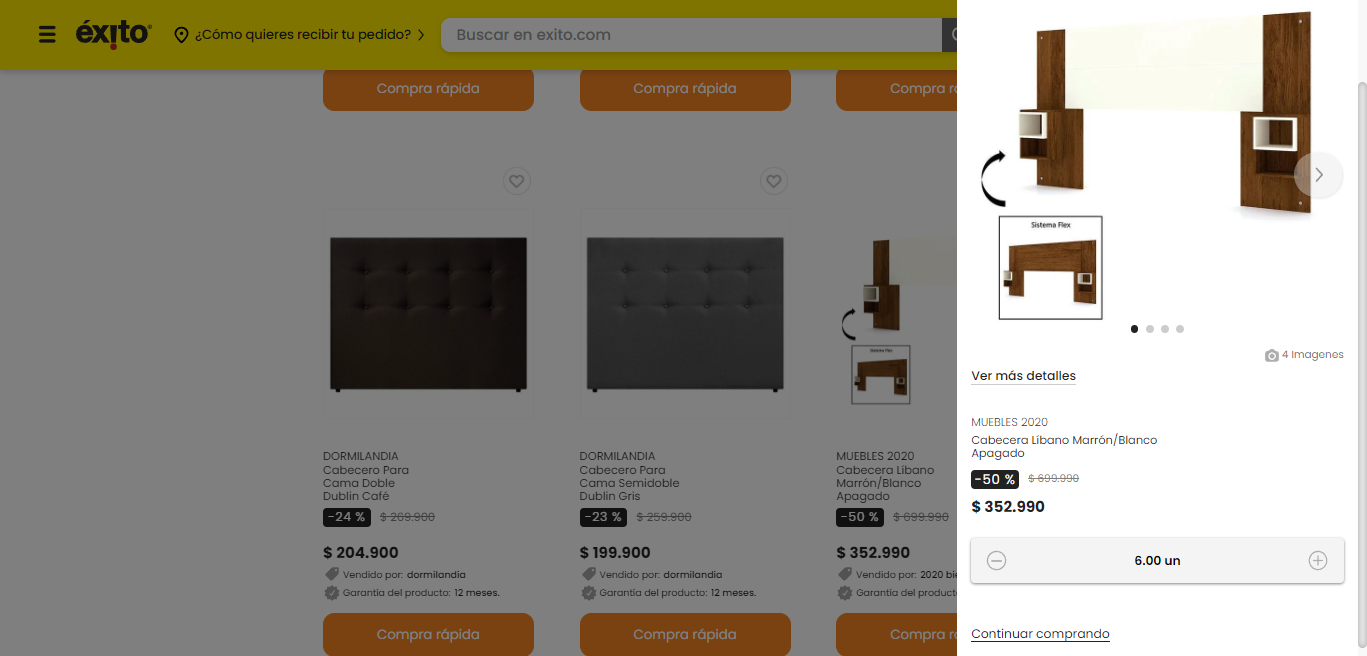 éxito
¿Cómo quieres recibir tu pedido?
Buscar en exito.com
Compra rápida
Compra rápida
Compra ra
DORMILANDIA
Cabecero Para
Cama Doble
Dublin Café
-24 % $ 269.900
$ 204.900
Vendido por: dormilandia
Garantía del producto: 12 meses.
Compra rápida
DORMILANDIA
Cabecero Para
Cama Semidoble
Dublin Gris
-23 % $ 259.900
$ 199.900
Vendido por: dormilandia
Garantía del producto: 12 meses.
Compra rápida
Sistema Flex
MUEBLES 2020
Cabecera Líbano
Marrón/Blanco
Apagado
-50 % $ 699.990
$ 352.990
Vendido por: 2020 bie
Garantía del product
Compra ra
Sistema Flex
4 Imagenes
Ver más detalles
MUEBLES 2020
Cabecera Líbano Marrón/Blanco
Apagado
-50 % $ 699.990
$ 352.990
6.00 un
Continuar comprando